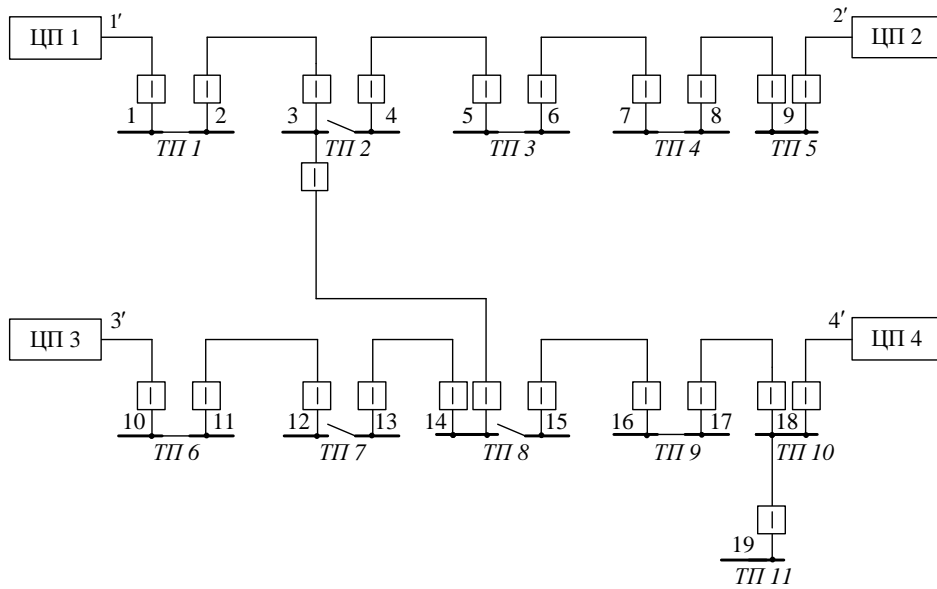 1′ 2′
ЦП 1 ЦП 2
1 2 3 4 5 6 7 8 9
ТП 1 ТП 2 ТП 3 ТП 4 ТП 5
3′ 4′
ЦП 3 ЦП 4
10 11 12 13 14 15 16 17 18
ТП 6 ТП 7 ТП 8 ТП 9 ТП 10
19
ТП 11